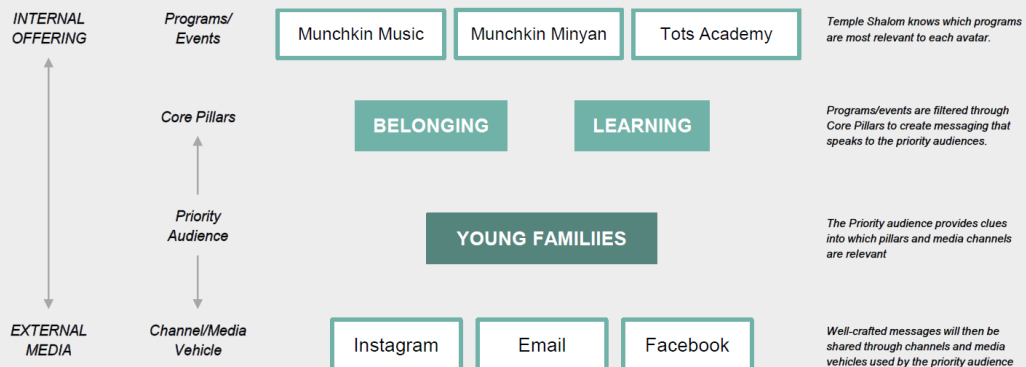 INTERNAL
OFFERING
Programs/
Events
Munchkin Music
Munchkin Minyan
Tots Academy
Temple Shalom knows which programs
are most relevant to each avatar.
Core Pillars
BELONGING
LEARNING
Programs/events are filtered through
Core Pillars to create messaging that
speaks to the priority audiences.
Priority
Audience
YOUNG FAMILIIES
The Priority audience provides clues
into which pillars and media channels
are relevant
EXTERNAL
MEDIA
Channel/Media
Vehicle
Instagram
Email
Facebook
Well-crafted messages will then be
shared through channels and media
vehicles used by the priority audience